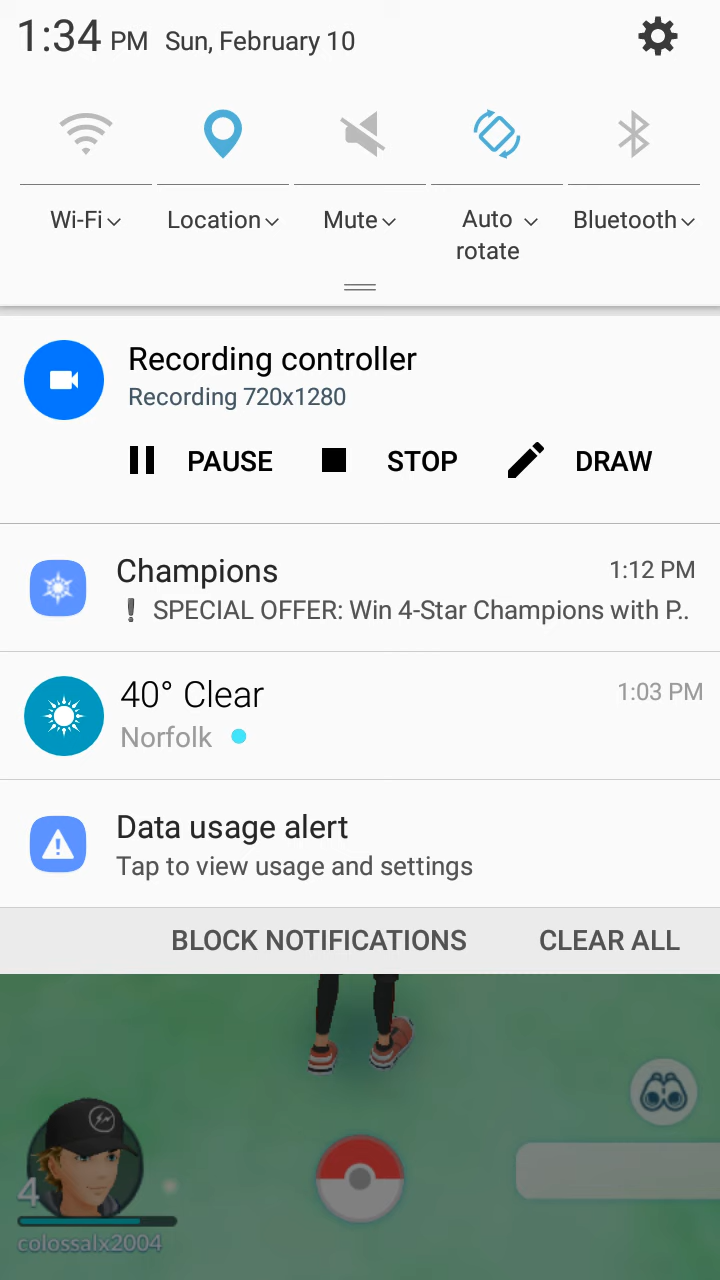 1:34 PM Sun, February 10
Wi-Fi Location Mute Auto rotate Bluetooth
Recording controller
Recording 720x1280
PAUSE STOP DRAW
Champions 1:12 PM
❗ SPECIAL OFFER: Win 4-Star Champions with P..
40° Clear 1:03 PM
Norfolk
Data usage alert
Tap to view usage and settings
BLOCK NOTIFICATIONS CLEAR ALL
4
colossalx2004